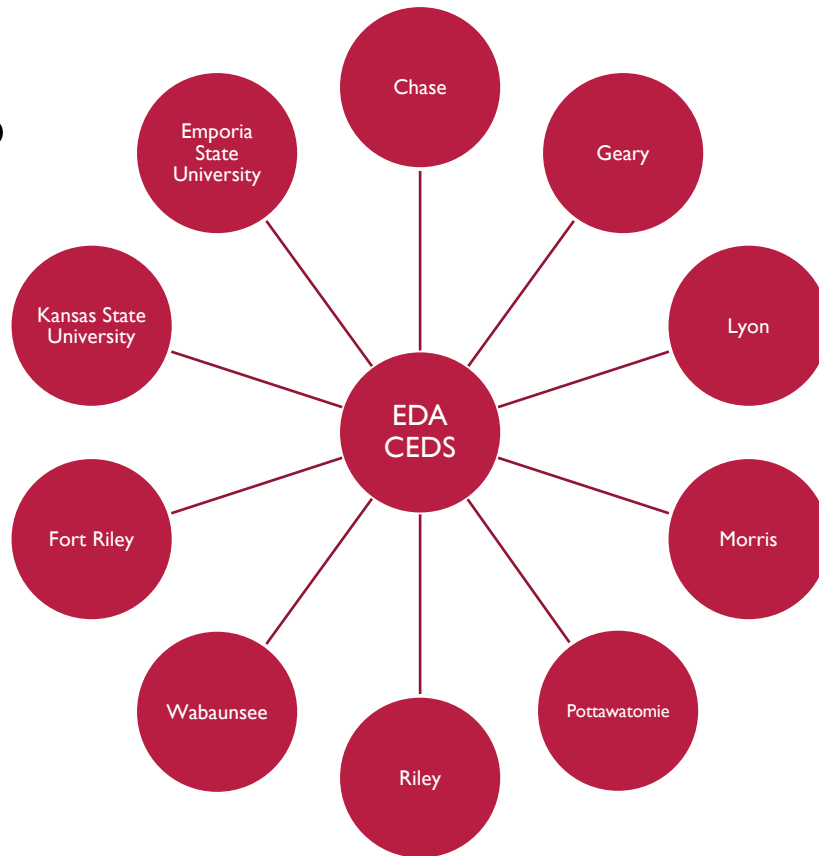 Chase
Geary
Lyon
Morris
Pottawatomie
Riley
Wabaunsee
Fort Riley
Kansas State
University
Emporia
State
University
EDA
CEDS